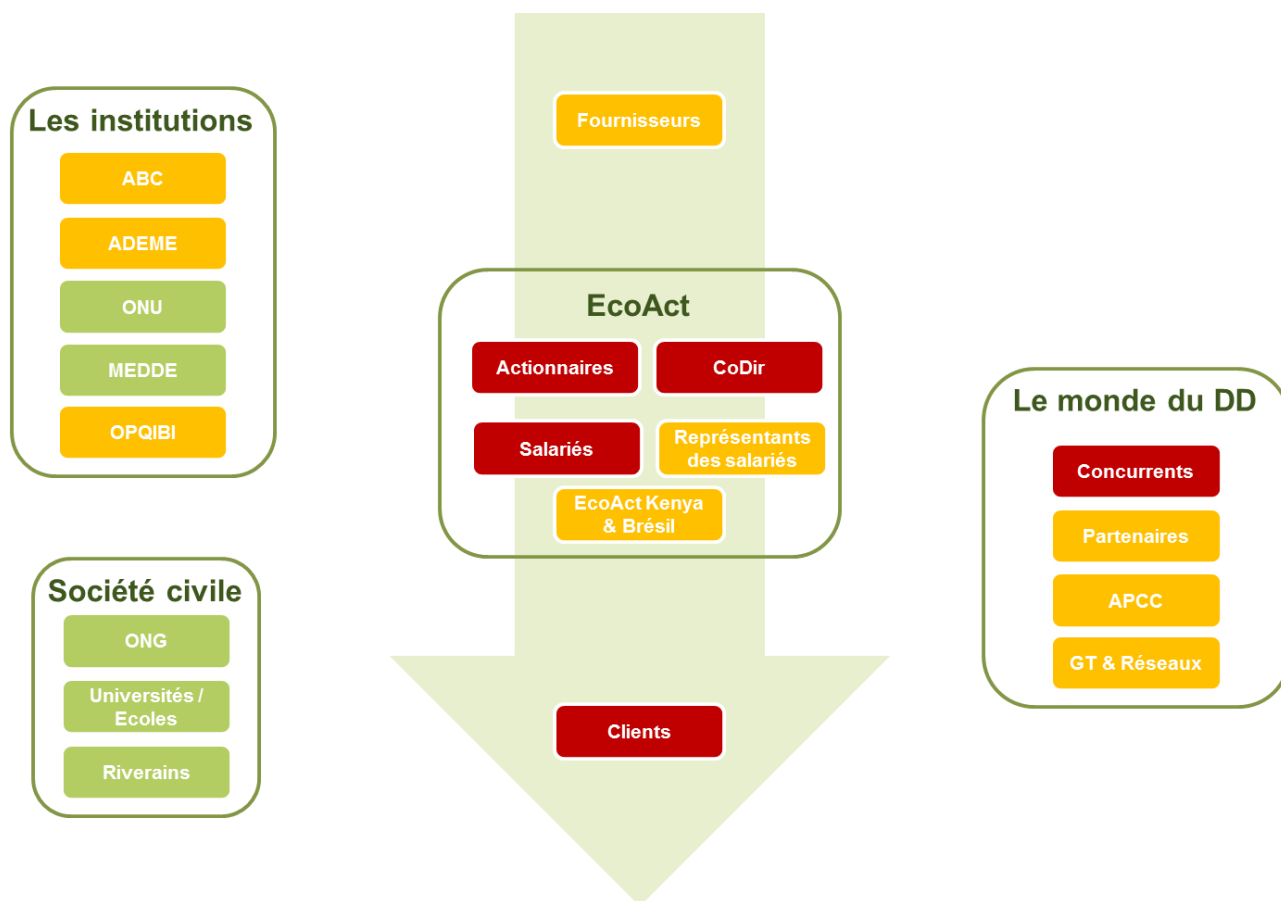 Les institutions
ABC
ADEME
ONU
MEDDE
OPQIBI
Société civile
ONG
Universités /
Ecoles
Riverains
Fournisseurs
EcoAct
Actionnaires
CoDir
Salariés
Représentants
des salariés
EcoAct Kenya
& Brésil
Clients
Le monde du DD
Concurrents
Partenaires
APCC
GT & Réseaux